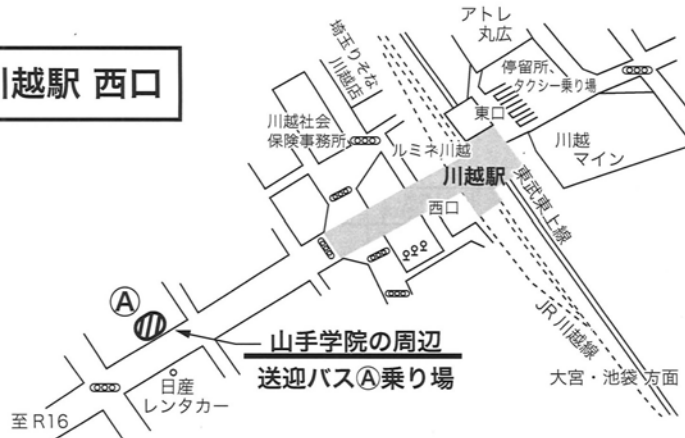 川越駅 西口
アトレ
丸広
埼玉りそな
川越店
停留所、
タクシー乗り場
東口
川越社会
保険事務所
ルミネ川越
川越
マイン
川越駅
西口
東武東上線
JR川越線
Ⓐ
山手学院の周辺
送迎バスⒶ乗り場
大宮・池袋 方面
日産
レンタカー
至R16